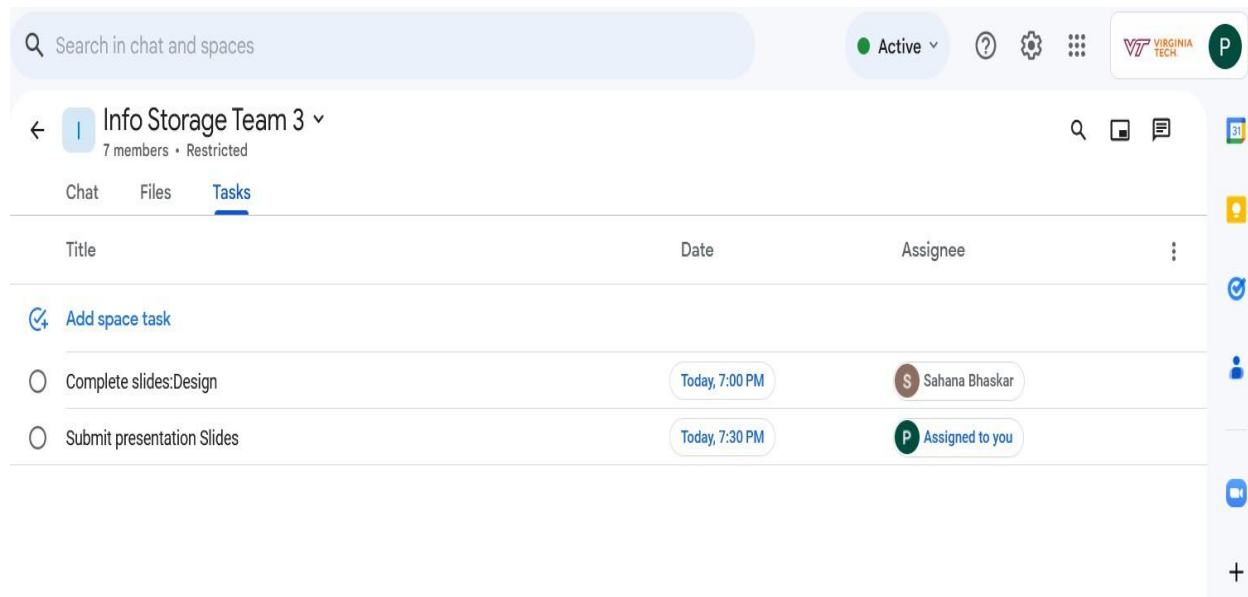 Search in chat and spaces
Active
VT VIRGINIA TECH
P
31
I
Info Storage Team 3
7 members • Restricted
Chat Files Tasks
Title Date Assignee
Add space task
Complete slides:Design Today, 7:00 PM S Sahana Bhaskar
Submit presentation Slides Today, 7:30 PM P Assigned to you